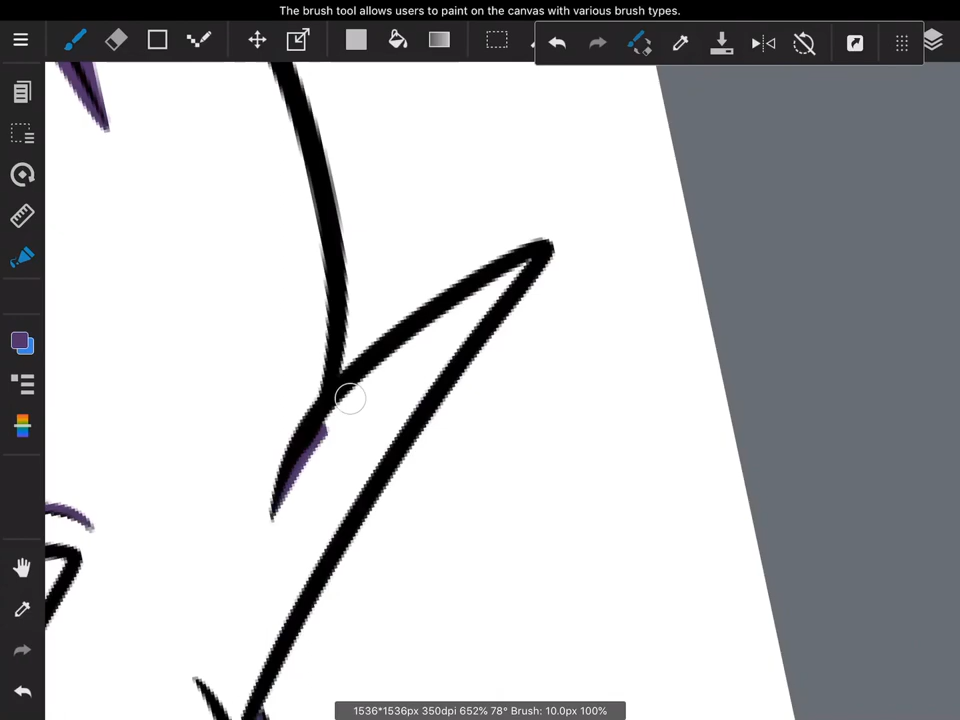 The brush tool allows users to paint on the canvas with various brush types.
1536*1536px 350dpi 652% 78° Brush: 10.0px 100%